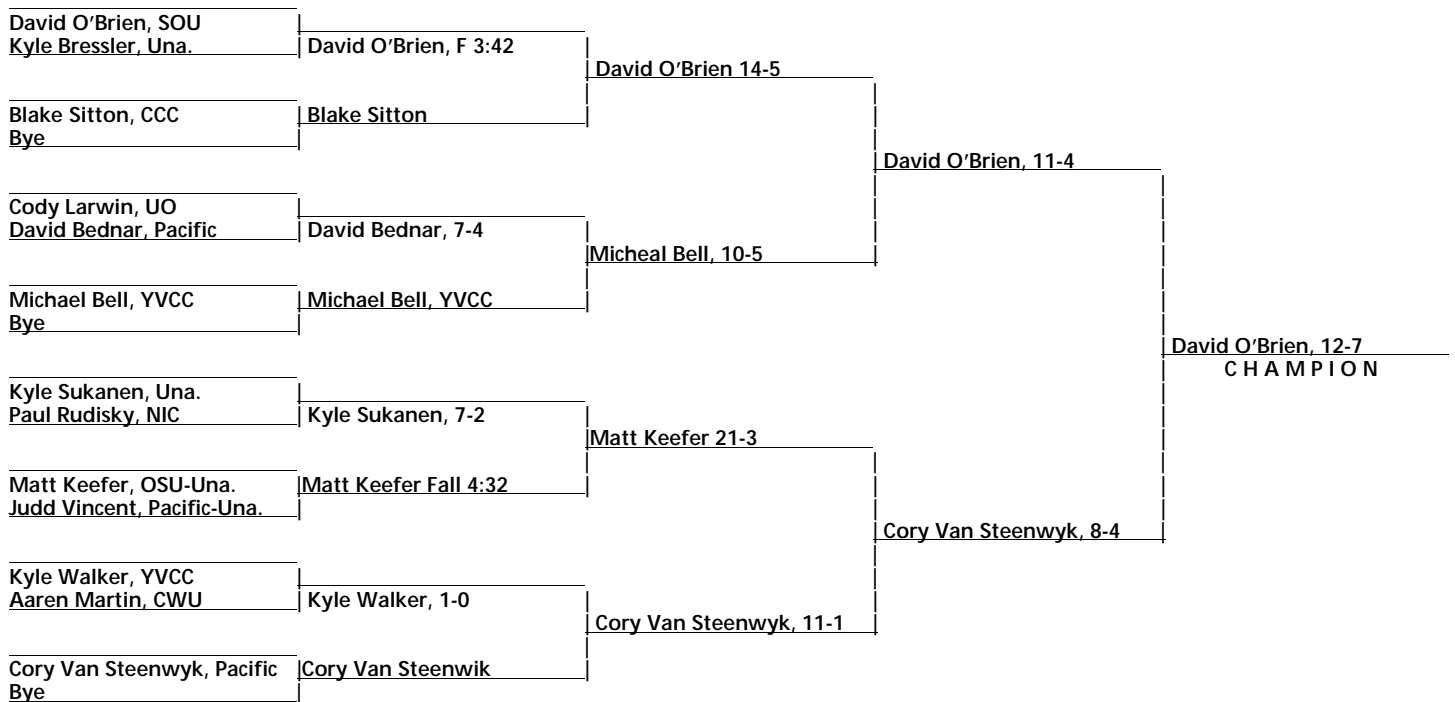 David O'Brien, SOU
Kyle Bressler, Una.
David O'Brien, F 3:42
David O'Brien 14-5
Blake Sitton, CCC
Blake Sitton
Bye
David O'Brien, 11-4
Cody Larwin, UO
David Bednar, Pacific
David Bednar, 7-4
Micheal Bell, 10-5
Michael Bell, YVCC
Michael Bell, YVCC
Bye
David O'Brien, 12-7
C H A M P I O N
Kyle Sukanen, Una.
Paul Rudisky, NIC
Kyle Sukanen, 7-2
Matt Keefer 21-3
Matt Keefer, OSU-Una.
Matt Keefer Fall 4:32
Judd Vincent, Pacific-Una.
Cory Van Steenwyk, 8-4
Kyle Walker, YVCC
Aaren Martin, CWU
Kyle Walker, 1-0
Cory Van Steenwyk, 11-1
Cory Van Steenwyk, Pacific
Cory Van Steenwik
Bye